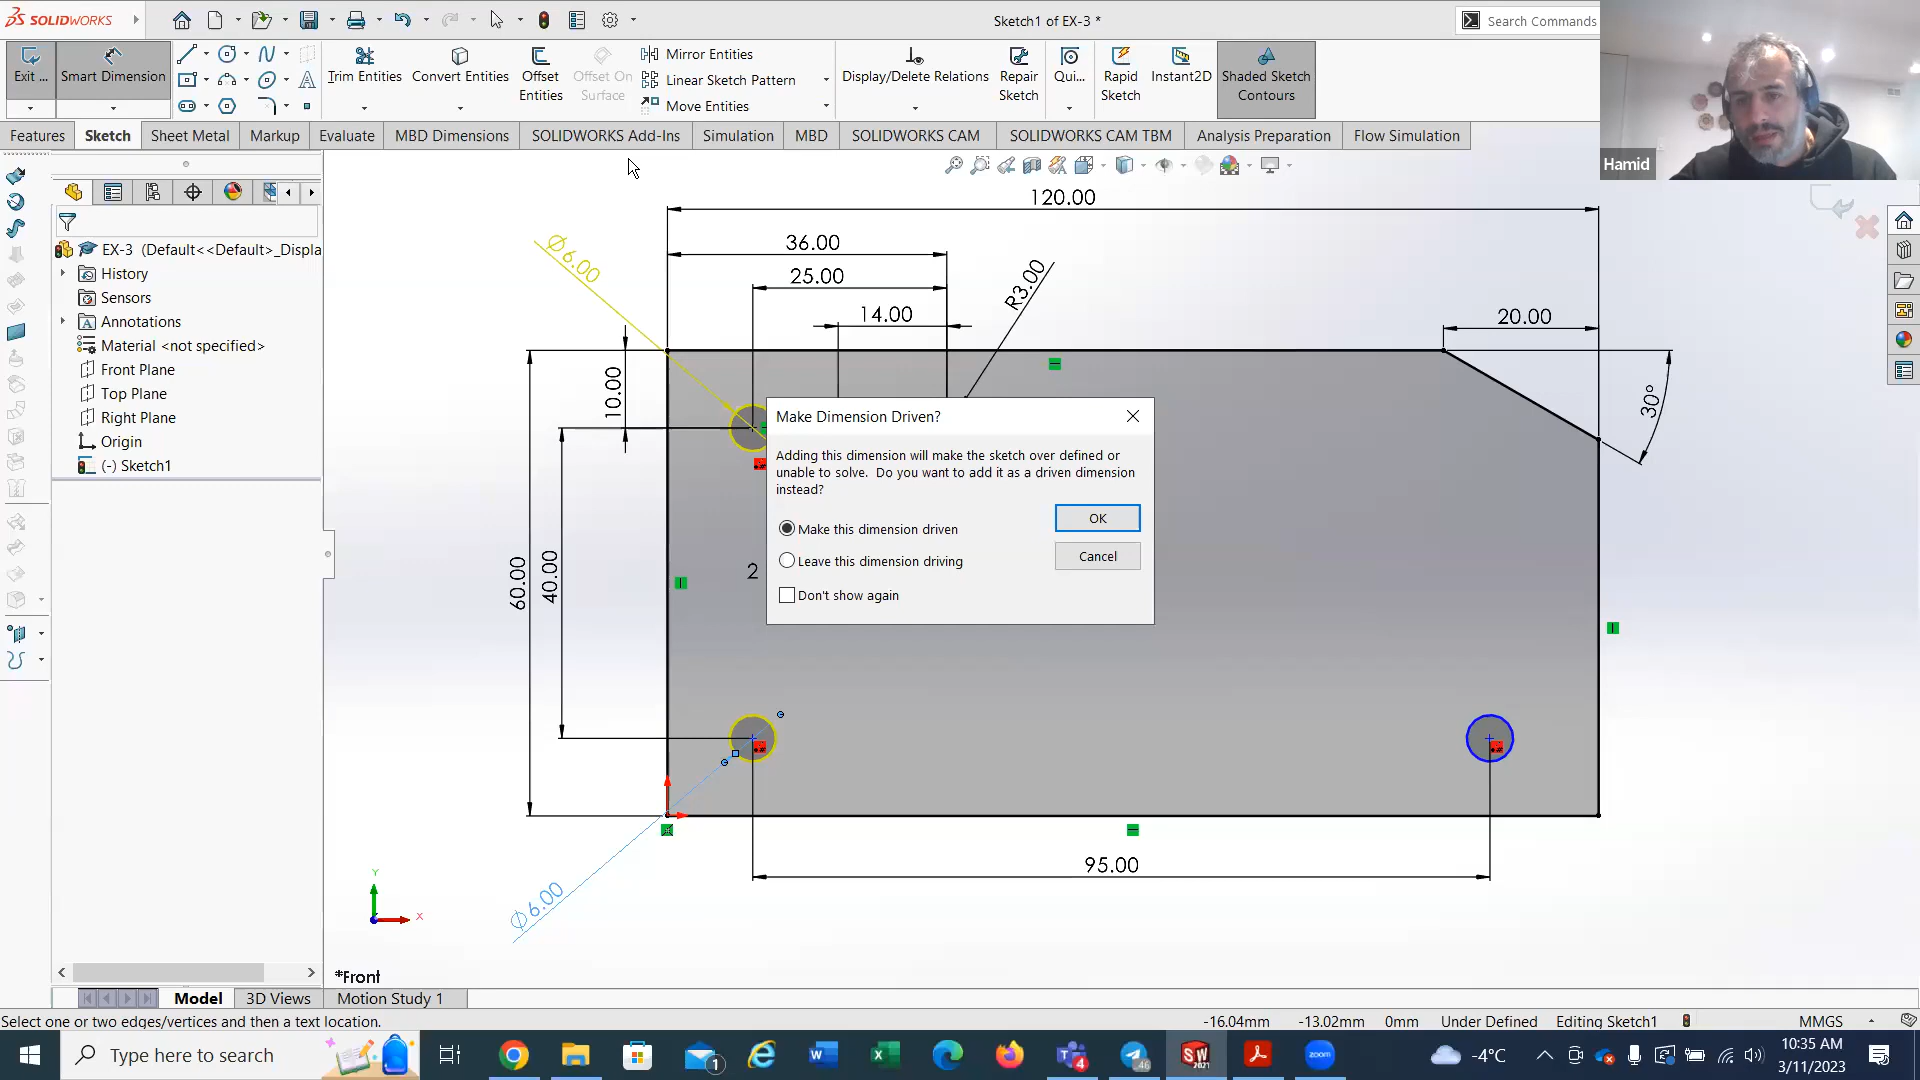 SOLIDWORKS
Sketch1 of EX-3 *
Search Commands
Exit ...
Smart Dimension
Trim Entities
Convert Entities
Offset
Entities
Offset On
Surface
Mirror Entities
Linear Sketch Pattern
Move Entities
Display/Delete Relations
Repair
Sketch
Qui...
Rapid
Sketch
Instant2D
Shaded Sketch
Contours
Features
Sketch
Sheet Metal
Markup
Evaluate
MBD Dimensions
SOLIDWORKS Add-Ins
Simulation
MBD
SOLIDWORKS CAM
SOLIDWORKS CAM TBM
Analysis Preparation
Flow Simulation
Hamid
EX-3 (Default<<Default>_Displa
History
Sensors
Annotations
Material <not specified>
Front Plane
Top Plane
Right Plane
Origin
(-) Sketch1
120.00
36.00
25.00
14.00
R3.00
20.00
30°
∅6.00
10.00
60.00
40.00
2
95.00
∅6.00
Make Dimension Driven?
Adding this dimension will make the sketch over defined or
unable to solve. Do you want to add it as a driven dimension
instead?
Make this dimension driven
Leave this dimension driving
Don't show again
OK
Cancel
Y
X
*Front
Model
3D Views
Motion Study 1
Select one or two edges/vertices and then a text location.
-16.04mm
-13.02mm
0mm
Under Defined
Editing Sketch1
MMGS
Type here to search
1
W
X
4
46
SW
2021
zoom
-4°C
10:35 AM
3/11/2023